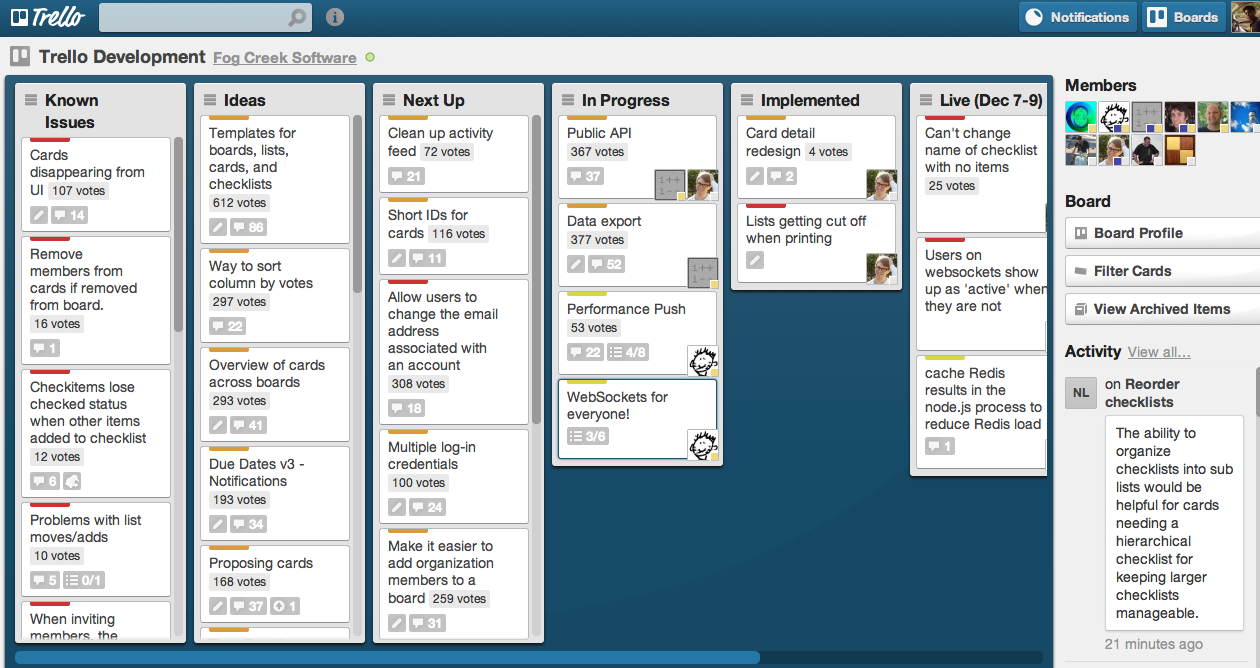 Trello
Notifications
Boards
Trello Development Fog Creek Software
Known
Issues
Cards
disappearing from
UI 107 votes
14
Remove
members from
cards if removed
from board.
16 votes
1
Checkitems lose
checked status
when other items
added to checklist
12 votes
6
Problems with list
moves/adds
10 votes
5 0/1
When inviting
members, the
Ideas
Templates for
boards, lists,
cards, and
checklists
612 votes
86
Way to sort
column by votes
297 votes
22
Overview of cards
across boards
293 votes
41
Due Dates v3 -
Notifications
193 votes
34
Proposing cards
168 votes
37 1
Next Up
Clean up activity
feed 72 votes
21
Short IDs for
cards 116 votes
11
Allow users to
change the email
address
associated with
an account
308 votes
18
Multiple log-in
credentials
100 votes
24
Make it easier to
add organization
members to a
board 259 votes
31
In Progress
Public API
367 votes
37
i++
i--
Data export
377 votes
52
i++
i--
Performance Push
53 votes
22 4/8
WebSockets for
everyone!
3/6
Implemented
Card detail
redesign 4 votes
2
Lists getting cut off
when printing
Live (Dec 7-9)
Can't change
name of checklist
with no items
25 votes
Users on
websockets show
up as 'active' when
they are not
cache Redis
results in the
node.js process to
reduce Redis load
1
Members
Board
Board Profile
Filter Cards
View Archived Items
Activity View all...
NL
on Reorder
checklists
The ability to
organize
checklists into sub
lists would be
helpful for cards
needing a
hierarchical
checklist for
keeping larger
checklists
manageable.
21 minutes ago